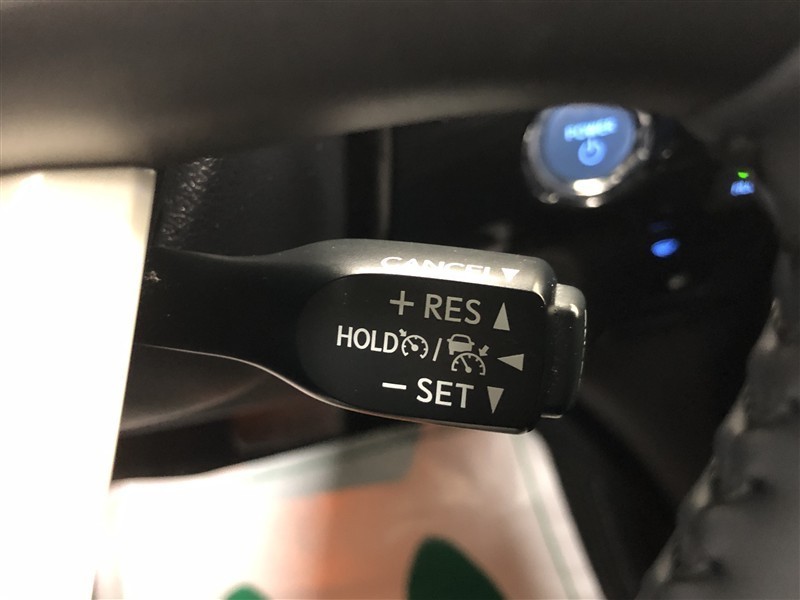 POWER
CANCEL
+ RES
HOLD /
- SET